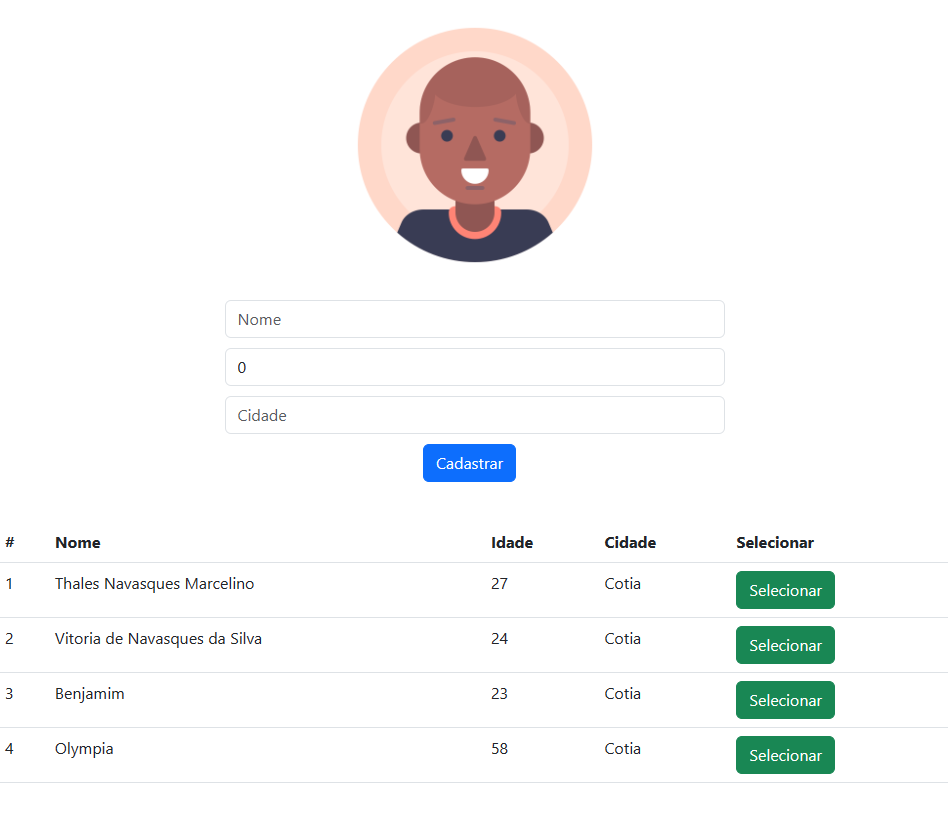 Nome
0
Cidade
Cadastrar
# Nome Idade Cidade Selecionar
1 Thales Navasques Marcelino 27 Cotia Selecionar
2 Vitoria de Navasques da Silva 24 Cotia Selecionar
3 Benjamim 23 Cotia Selecionar
4 Olympia 58 Cotia Selecionar